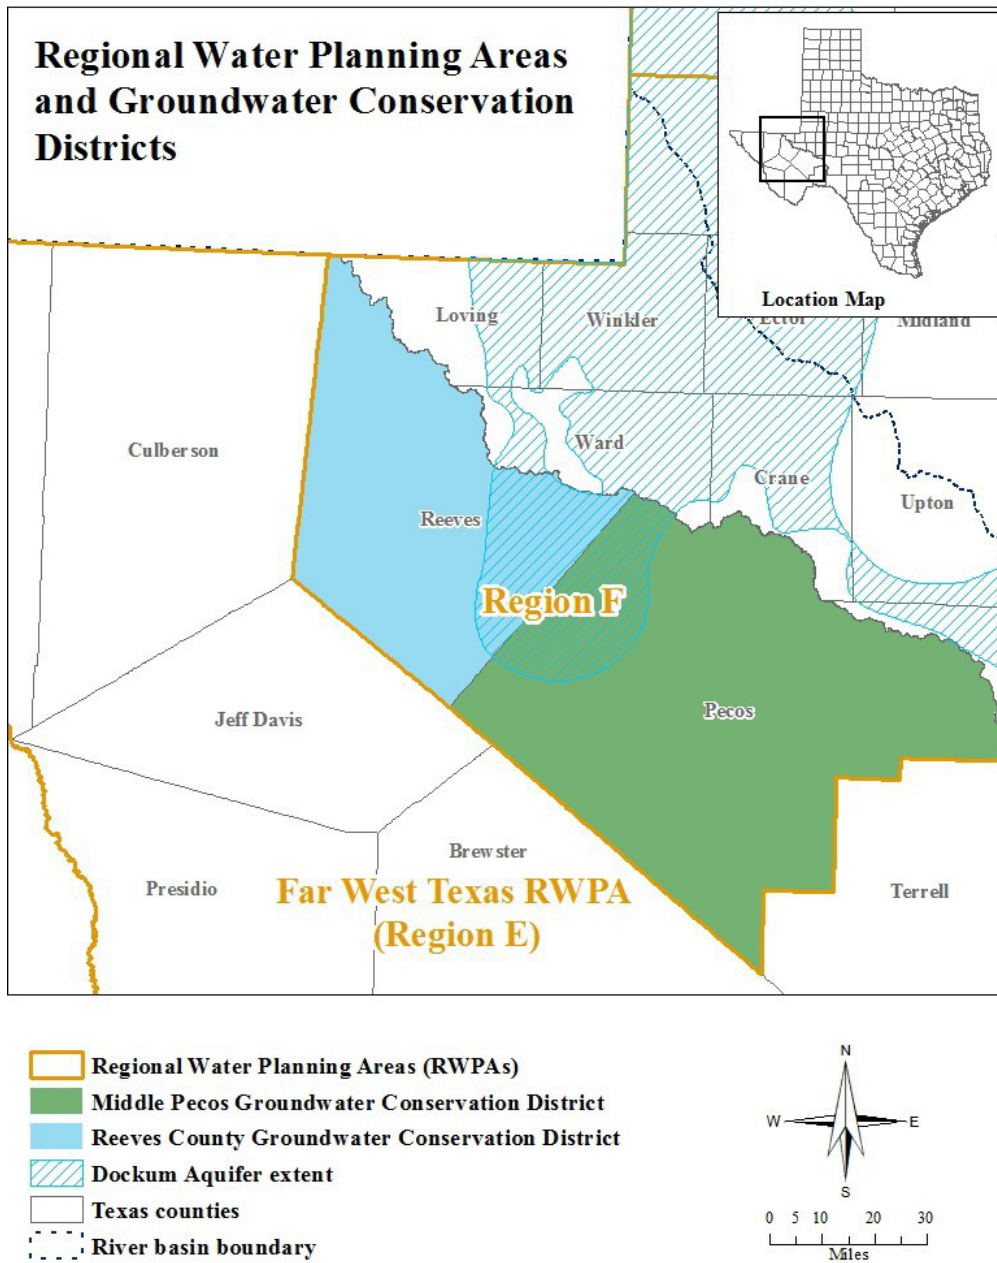 Regional Water Planning Areas
and Groundwater Conservation
Districts
Location Map
Loving
Winkler
Ector
Midland
Culberson
Ward
Crane
Upton
Reeves
Region F
Jeff Davis
Pecos
Brewster
Presidio
Far West Texas RWPA
(Region E)
Terrell
Regional Water Planning Areas (RWPAs)
Middle Pecos Groundwater Conservation District
Reeves County Groundwater Conservation District
Dockum Aquifer extent
Texas counties
River basin boundary
N
W E
S
0 5 10 20 30
Miles